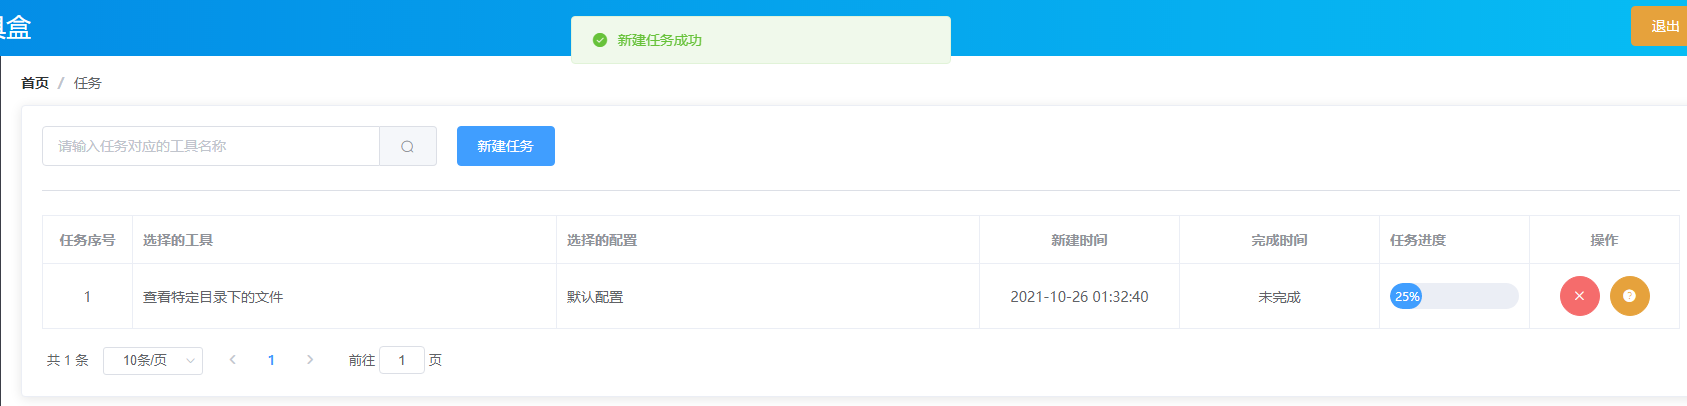 盒
退出
新建任务成功
首页 / 任务
请输入任务对应的工具名称
新建任务
任务序号 选择的工具 选择的配置 新建时间 完成时间 任务进度 操作
1 查看特定目录下的文件 默认配置 2021-10-26 01:32:40 未完成 25%
共 1 条 10条/页 1 前往 1 页